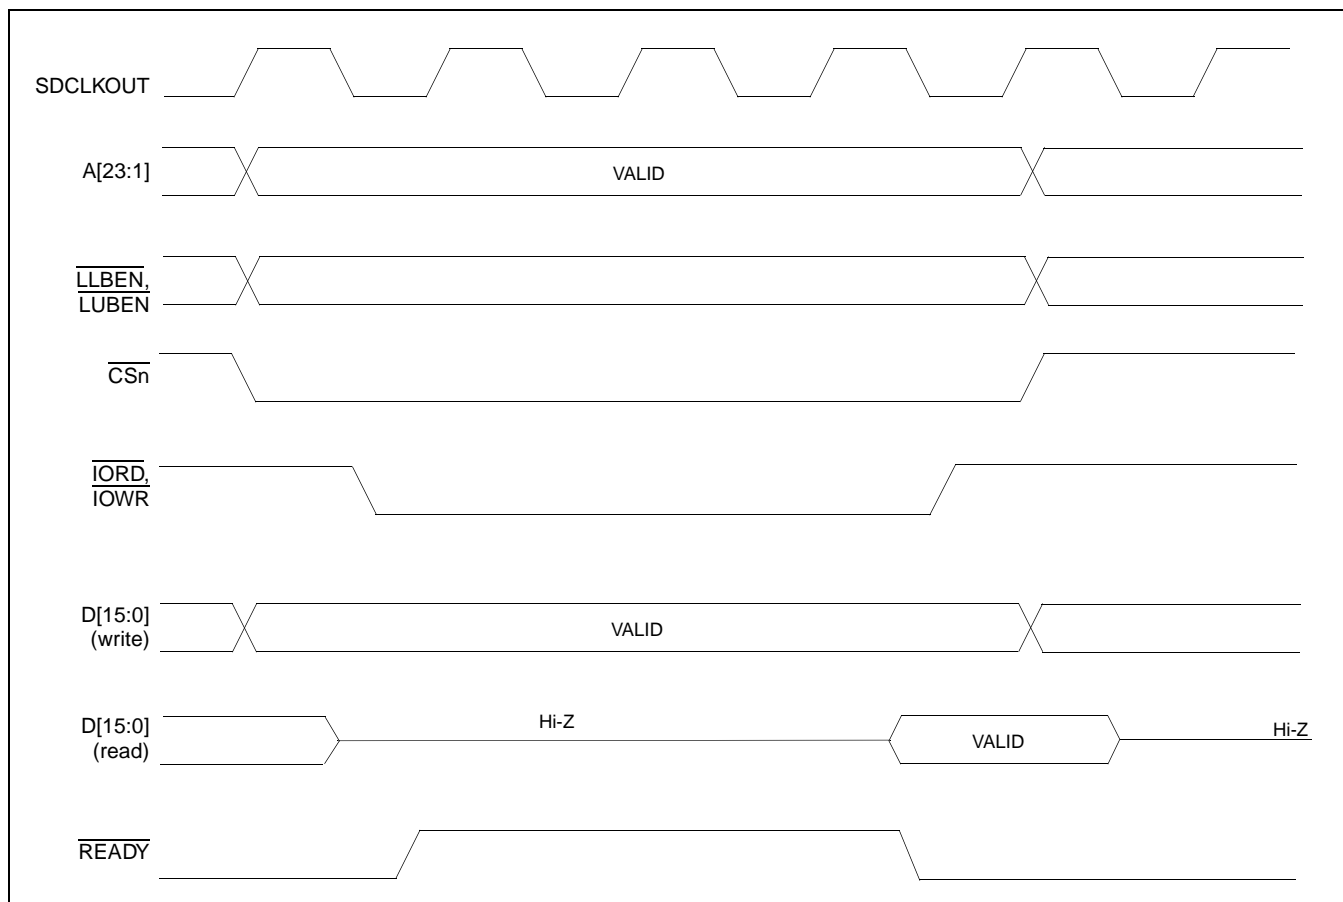 SDCLKOUT
A[23:1]
VALID
LLBEN,
LUBEN
CSn
IORD,
IOWR
D[15:0]
(write)
VALID
D[15:0]
(read)
Hi-Z
VALID
Hi-Z
READY